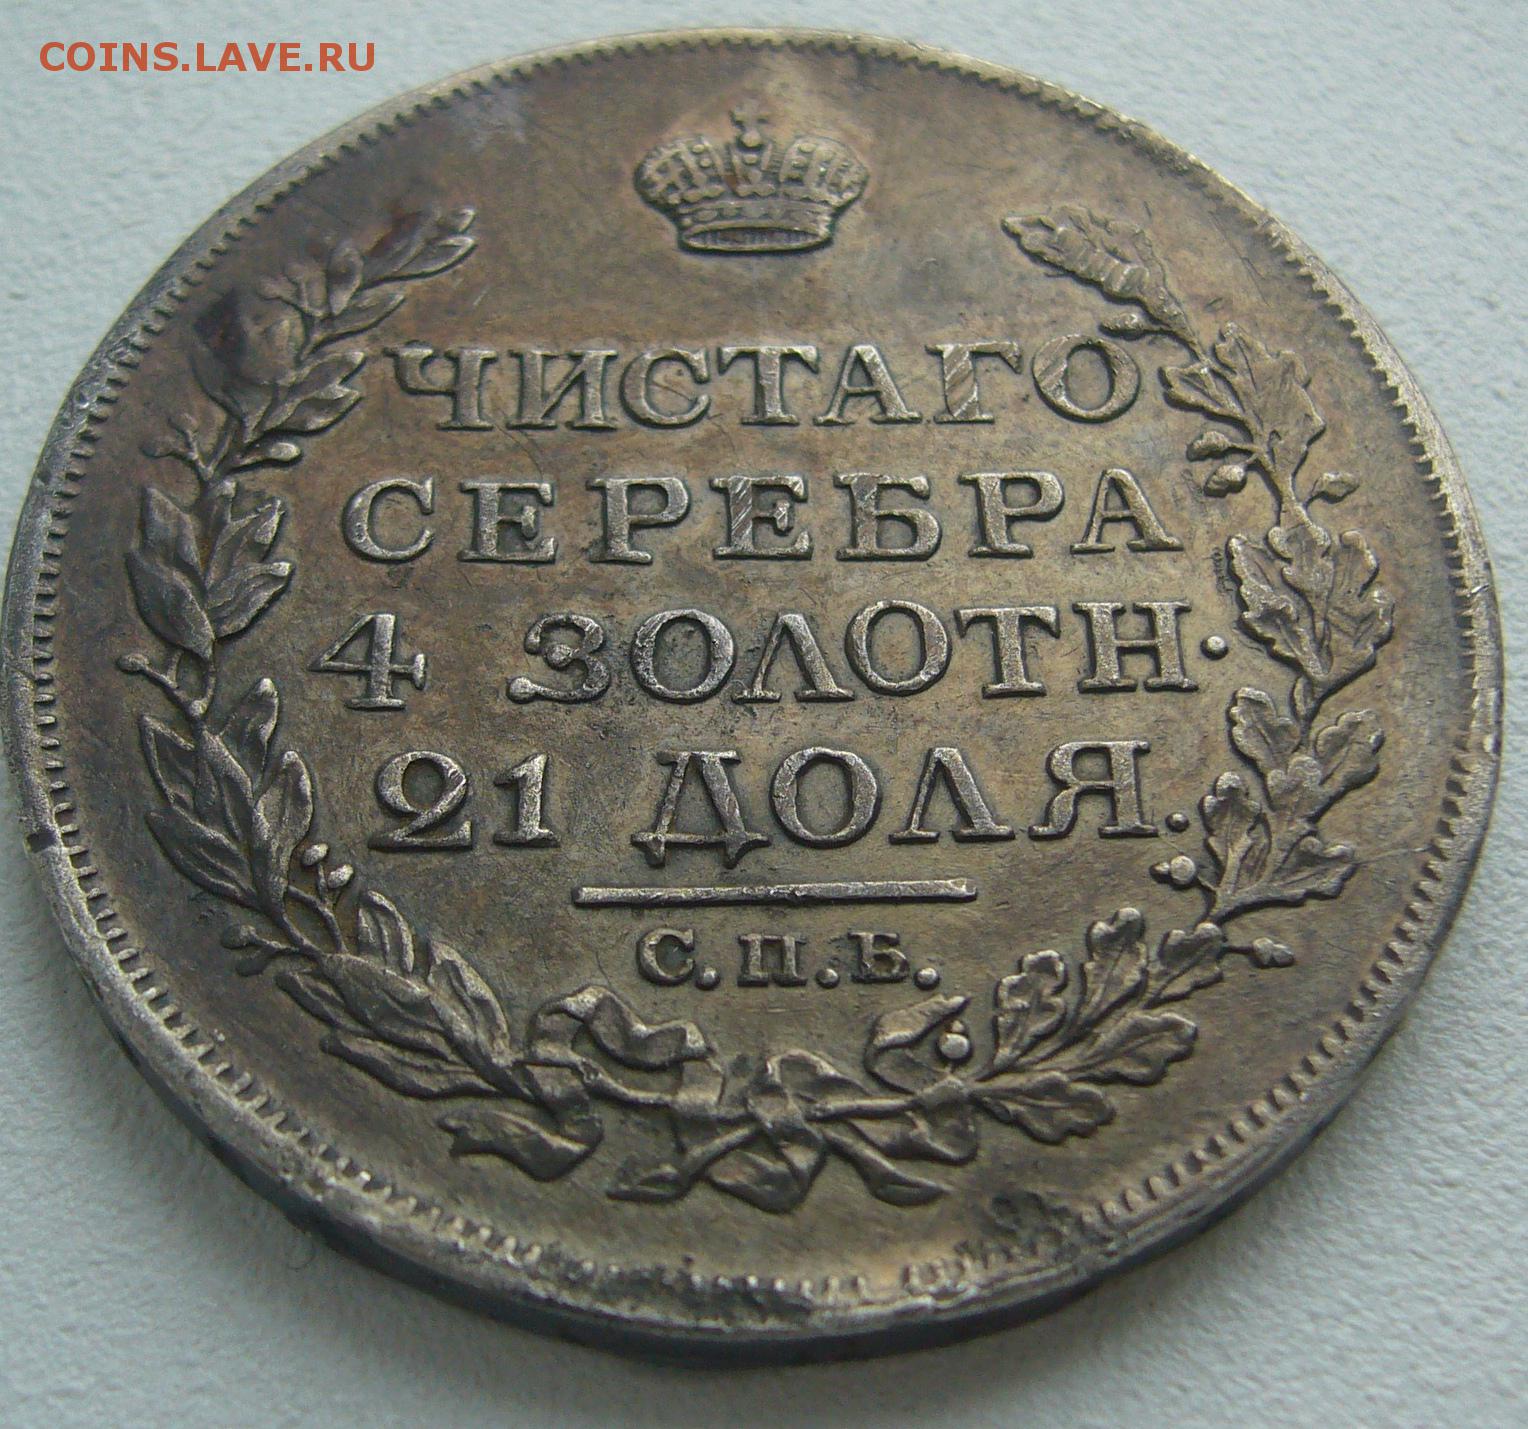 COINS.LAVE.RU
ЧИСТАГО
СЕРЕБРА
4 ЗОЛОТН.
21 ДОЛЯ.
С.П.Б.